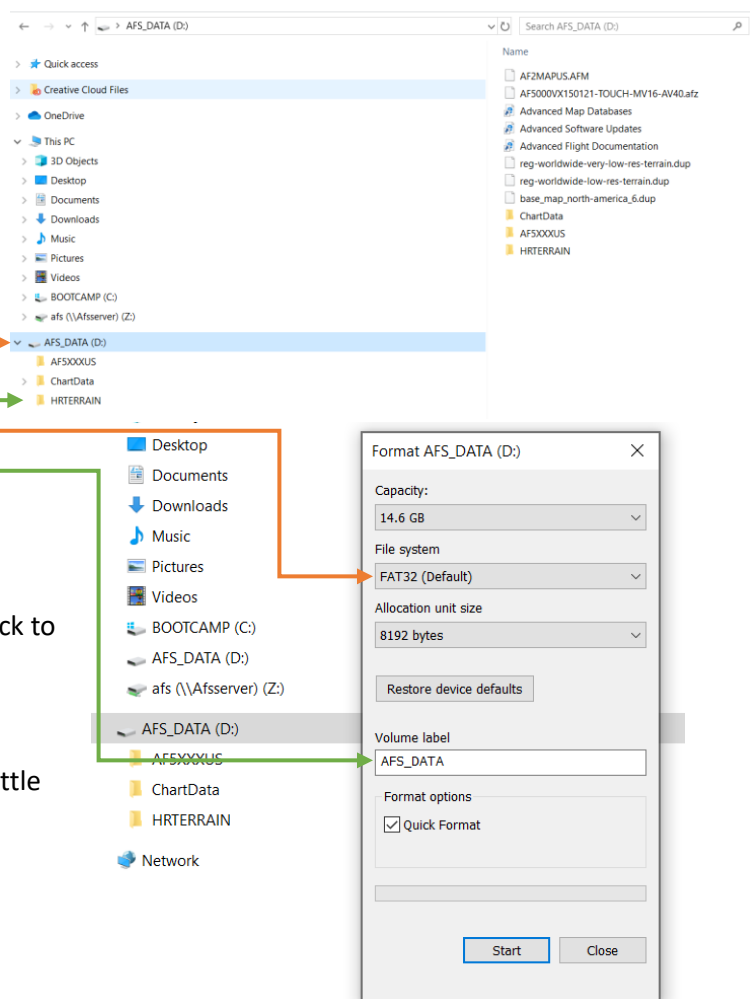 AFS_DATA (D:)
Search AFS_DATA (D:)
Quick access
Creative Cloud Files
OneDrive
This PC
3D Objects
Desktop
Documents
Downloads
Music
Pictures
Videos
BOOTCAMP (C:)
afs (\\Afsserver) (Z:)
AFS_DATA (D:)
AF5XXXUS
ChartData
HRTERRAIN
Name
AF2MAPUS.AFM
AF5000VX150121-TOUCH-MV16-AV40.afz
Advanced Map Databases
Advanced Software Updates
Advanced Flight Documentation
reg-worldwide-very-low-res-terrain.dup
reg-worldwide-low-res-terrain.dup
base_map_north-america_6.dup
ChartData
AF5XXXUS
HRTERRAIN
ck to
ttle
Desktop
Documents
Downloads
Music
Pictures
Videos
BOOTCAMP (C:)
AFS_DATA (D:)
afs (\\Afsserver) (Z:)
AFS_DATA (D:)
AF5XXXUS
ChartData
HRTERRAIN
Network
Format AFS_DATA (D:)
Capacity:
14.6 GB
File system
FAT32 (Default)
Allocation unit size
8192 bytes
Restore device defaults
Volume label
AFS_DATA
Format options
Quick Format
Start Close